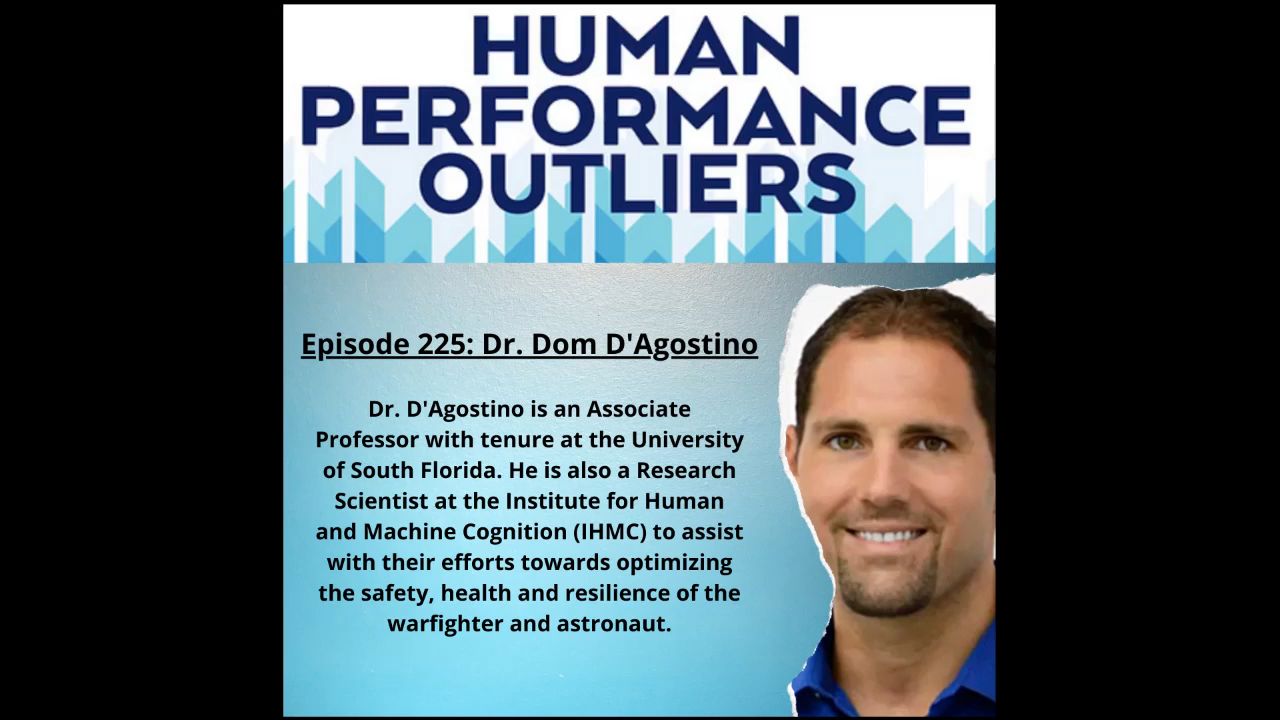 HUMAN
PERFORMANCE
OUTLIERS
Episode 225: Dr. Dom D'Agostino
Dr. D'Agostino is an Associate
Professor with tenure at the University
of South Florida. He is also a Research
Scientist at the Institute for Human
and Machine Cognition (IHMC) to assist
with their efforts towards optimizing
the safety, health and resilience of the
warfighter and astronaut.